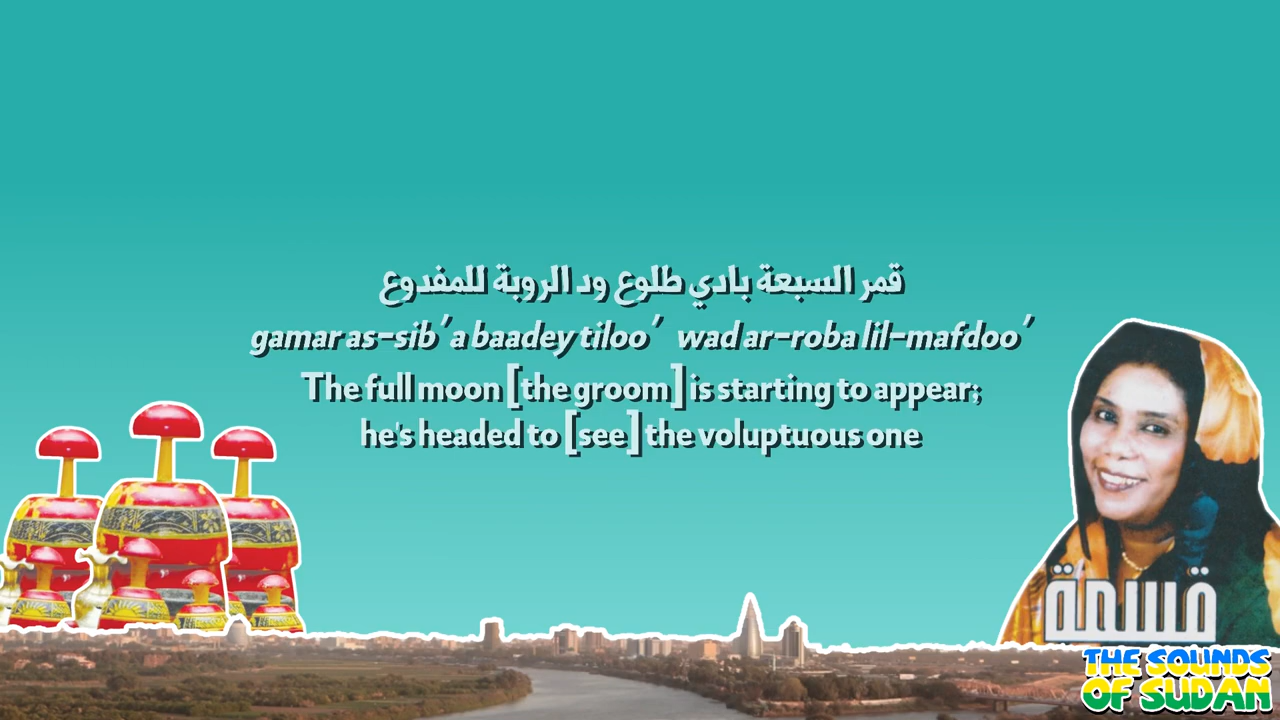 قمر السبعة بادي طلوع ود الروبة للمفدوع
gamar as-sib'a baadey tiloo' wad ar-roba lil-mafdoo'
The full moon [the groom] is starting to appear;
he's headed to [see] the voluptuous one
قسمة
THE SOUNDS
OF SUDAN